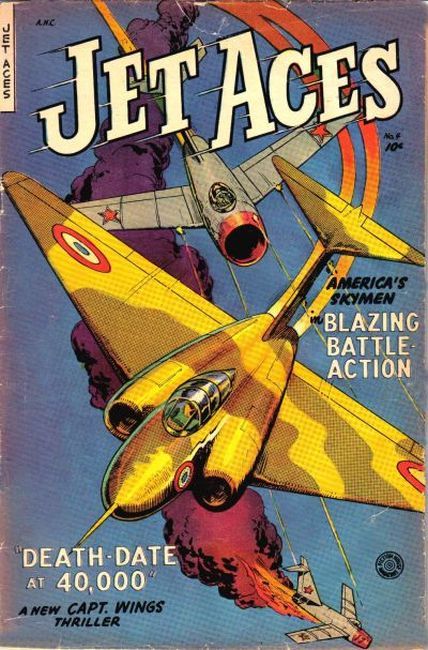 JET ACES
A.N.C.
JET ACES
No. 4
10¢
AMERICA'S
SKYMEN
in BLAZING
BATTLE-
ACTION
"DEATH-DATE
AT 40,000"
A NEW CAPT. WINGS
THRILLER